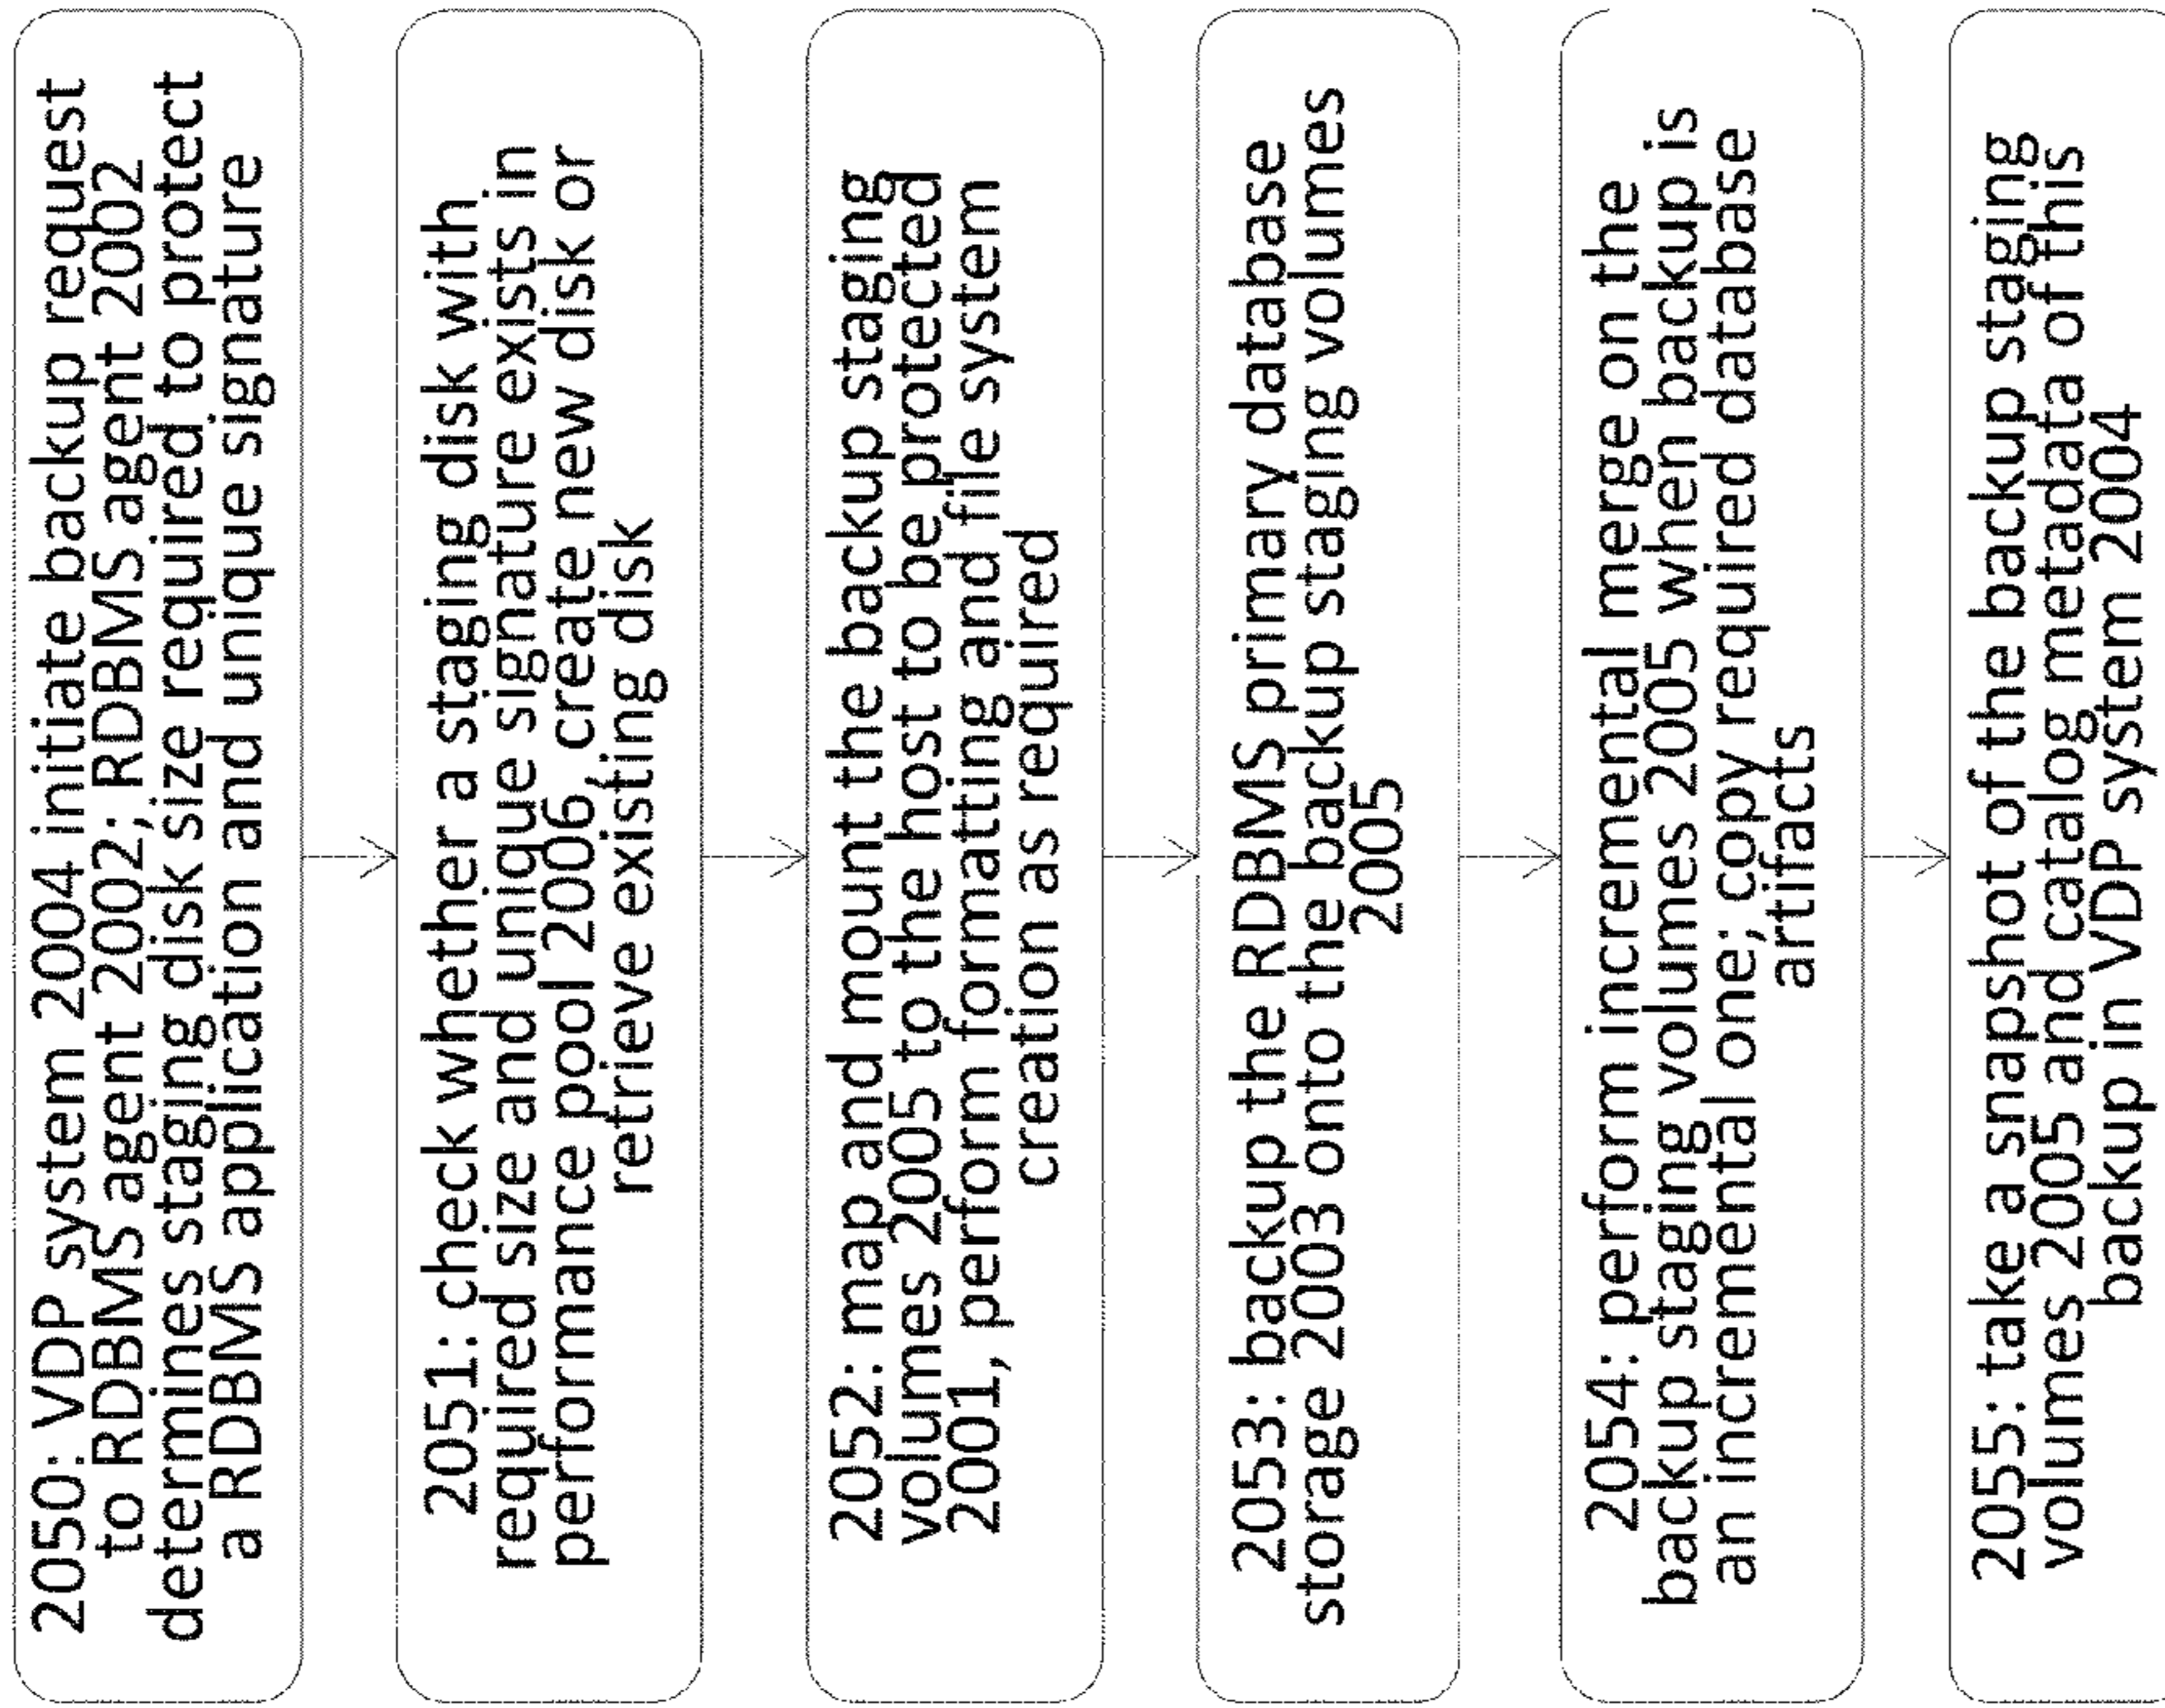 2050: VDP system 2004 initiate backup request
to RDBMS agent 2002; RDBMS agent 2002
determines staging disk size required to protect
a RDBMS application and unique signature
2051: check whether a staging disk with
required size and unique signature exists in
performance pool 2006, create new disk or
retrieve existing disk
2052: map and mount the backup staging
volumes 2005 to the host to be protected
2001, perform formatting and file system
creation as required
2053: backup the RDBMS primary database
storage 2003 onto the backup staging volumes
2005
2054: perform incremental merge on the
backup staging volumes 2005 when backup is
an incremental one; copy required database
artifacts
2055: take a snapshot of the backup staging
volumes 2005 and catalog metadata of this
backup in VDP system 2004